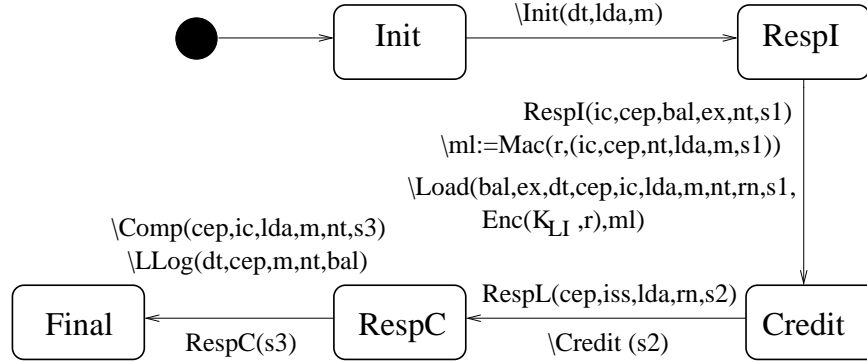 Init
\Init(dt,lda,m)
RespI
RespI(ic,cep,bal,ex,nt,s1)
\ml:=Mac(r,(ic,cep,nt,lda,m,s1))
\Load(bal,ex,dt,cep,ic,lda,m,nt,rn,s1,
Enc(K_LI ,r),ml)
\Comp(cep,ic,lda,m,nt,s3)
\LLog(dt,cep,m,nt,bal)
Final
RespC(s3)
RespC
RespL(cep,iss,lda,rn,s2)
\Credit (s2)
Credit